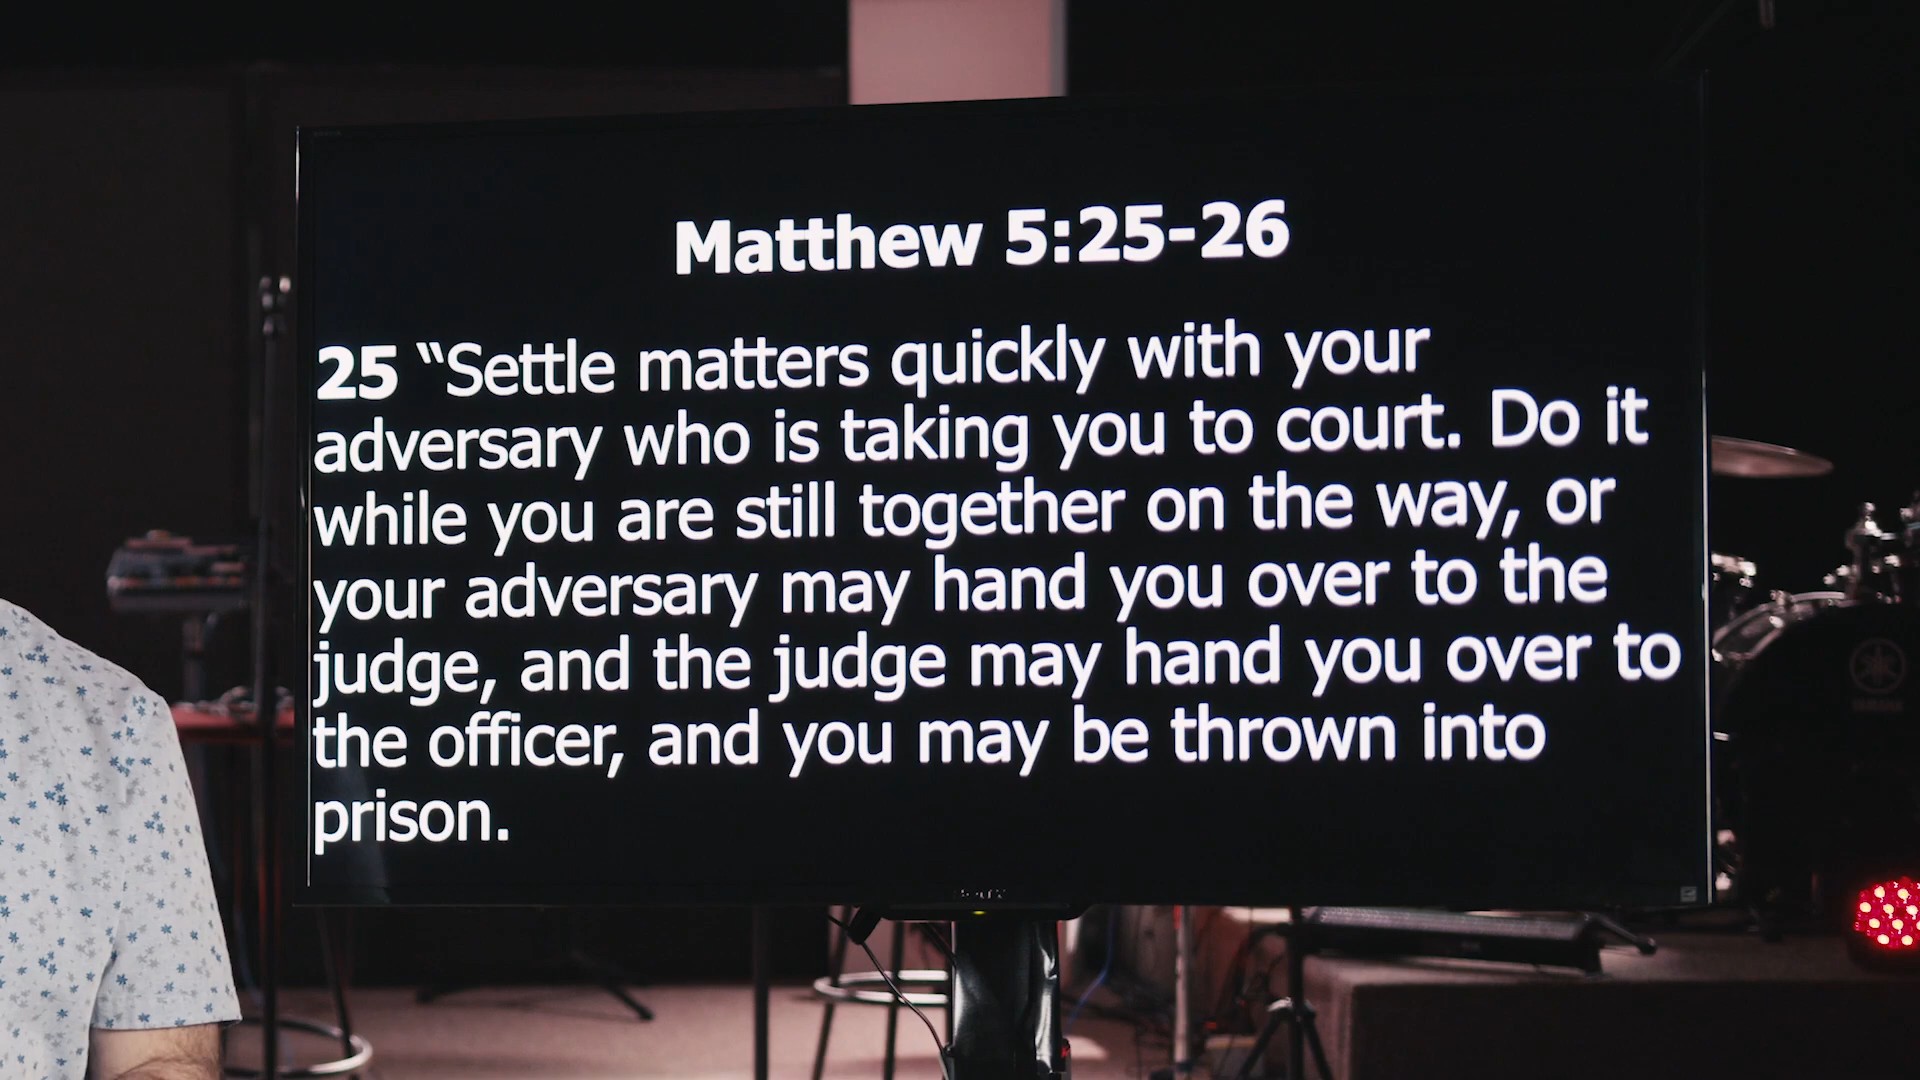 Matthew 5:25-26
25 “Settle matters quickly with your
adversary who is taking you to court. Do it
while you are still together on the way, or
your adversary may hand you over to the
judge, and the judge may hand you over to
the officer, and you may be thrown into
prison.